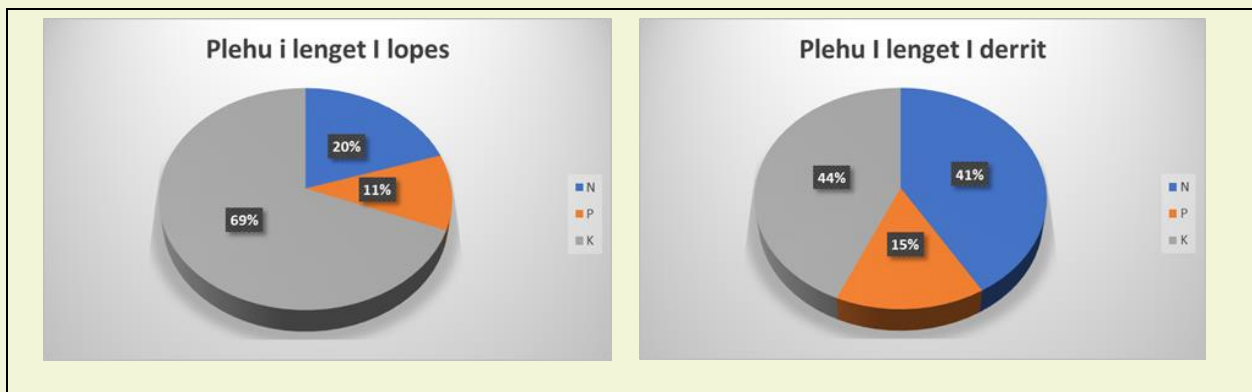 Plehu i lenget I lopes
20%
11%
69%
N
P
K
Plehu I lenget I derrit
41%
44%
15%
N
P
K